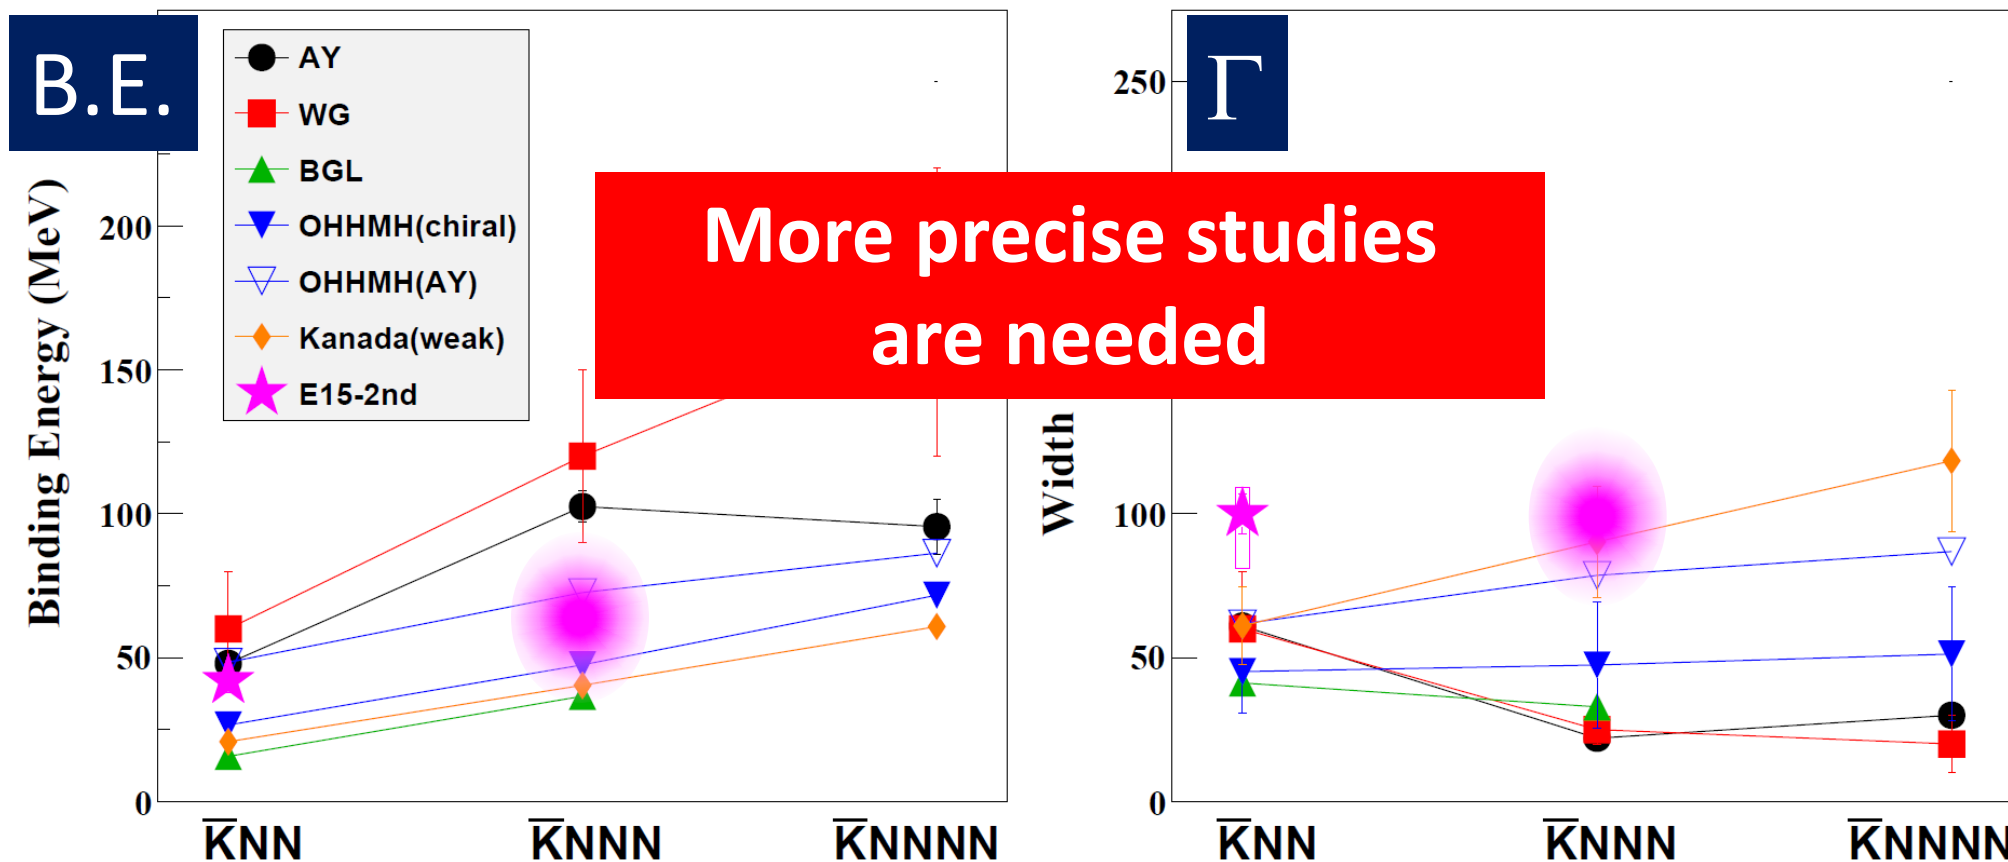 B.E.
Binding Energy (MeV)
200
150
100
50
0
AY
WG
BGL
OHHMH(chiral)
OHHMH(AY)
Kanada(weak)
E15-2nd
K̅NN
K̅NNN
K̅NNNN
More precise studies
are needed
Γ
Width
250
100
50
0
K̅NN
K̅NNN
K̅NNNN